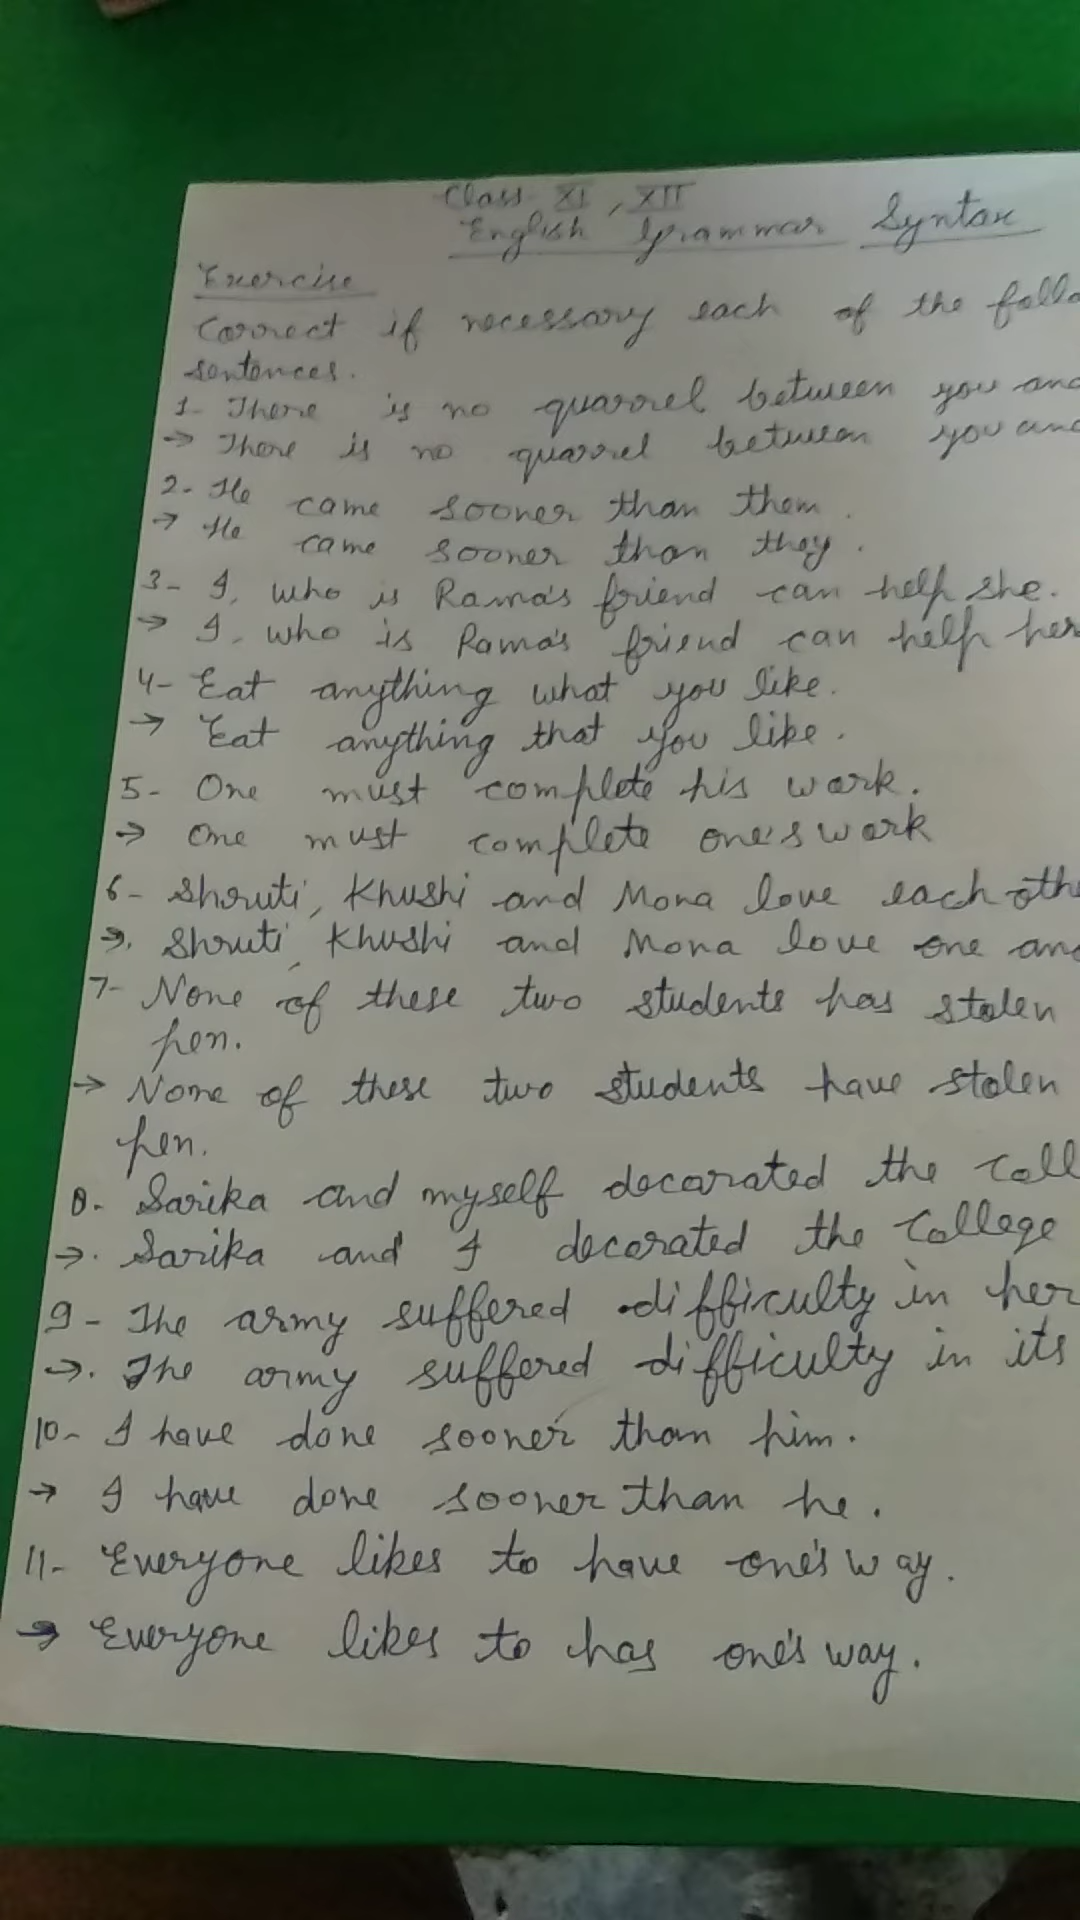 Class XI, XII
English Grammar Syntax
Exercise
Correct if necessary each of the
sentences.
1- There is no quarrel between you
→ There is no quarrel between you
2- He came sooner than them.
→ He came sooner than they.
3- I, who is Rama's friend can help she.
→ I, who is Rama's friend can help her
4- Eat anything what you like.
→ Eat anything that you like.
5- One must complete his work.
→ One must complete one's work
6- Shruti, Khushi and Mona love each
→. Shruti, Khushi and Mona love one
7- None of these two students has stolen
pen.
→ None of these two students have stolen
pen.
8- Sarika and myself decorated the
→. Sarika and I decorated the College
9- The army suffered difficulty in her
→. The army suffered difficulty in its
10- I have done sooner than him.
→ I have done sooner than he.
11- Everyone likes to have one's way.
→ Everyone likes to has one's way.